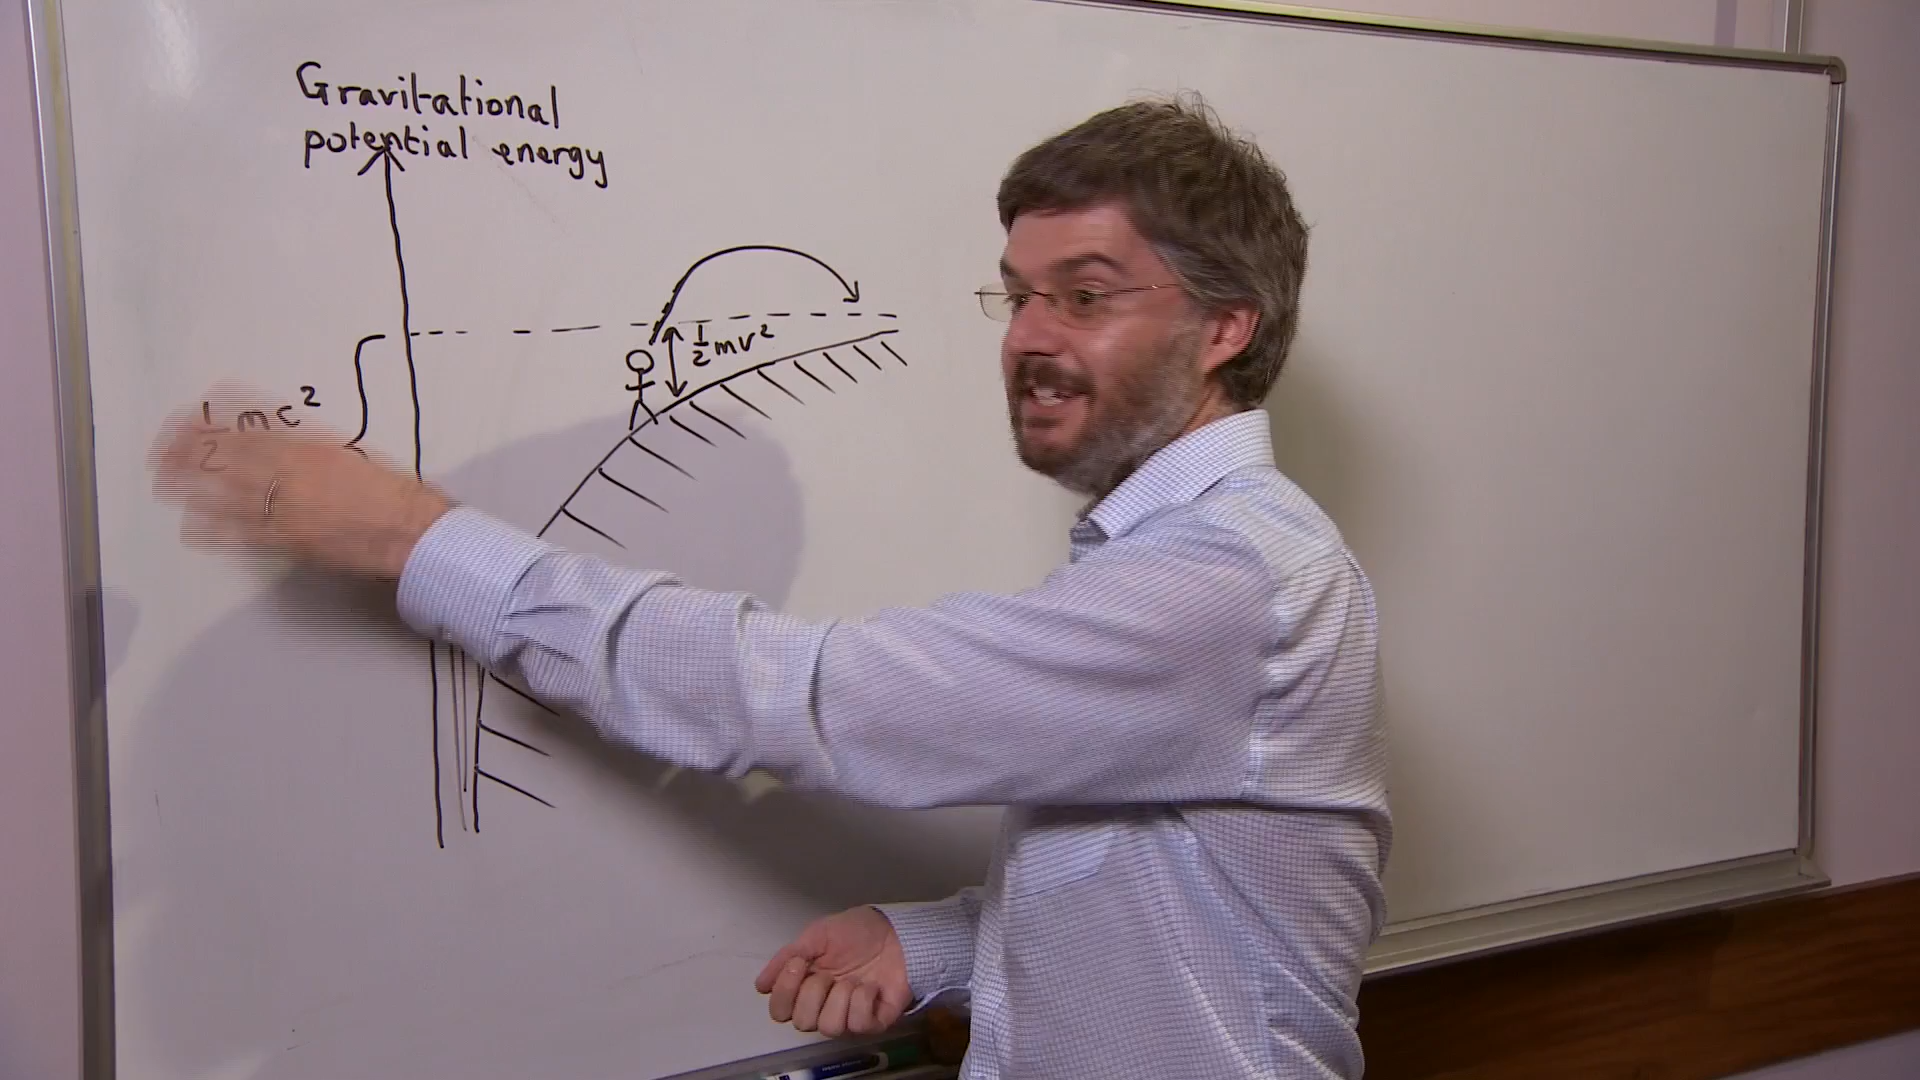 Gravitational
potential energy
½mv²
½mc²